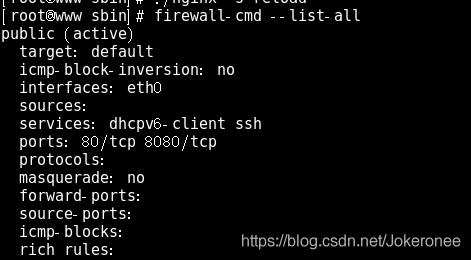 [root@www sbin]# ./nginx -s reload
[root@www sbin]# firewall-cmd --list-all
public (active)
  target: default
  icmp-block-inversion: no
  interfaces: eth0
  sources:
  services: dhcpv6-client ssh
  ports: 80/tcp 8080/tcp
  protocols:
  masquerade: no
  forward-ports:
  source-ports:
  icmp-blocks:
  rich rules:
https://blog.csdn.net/Jokeronee